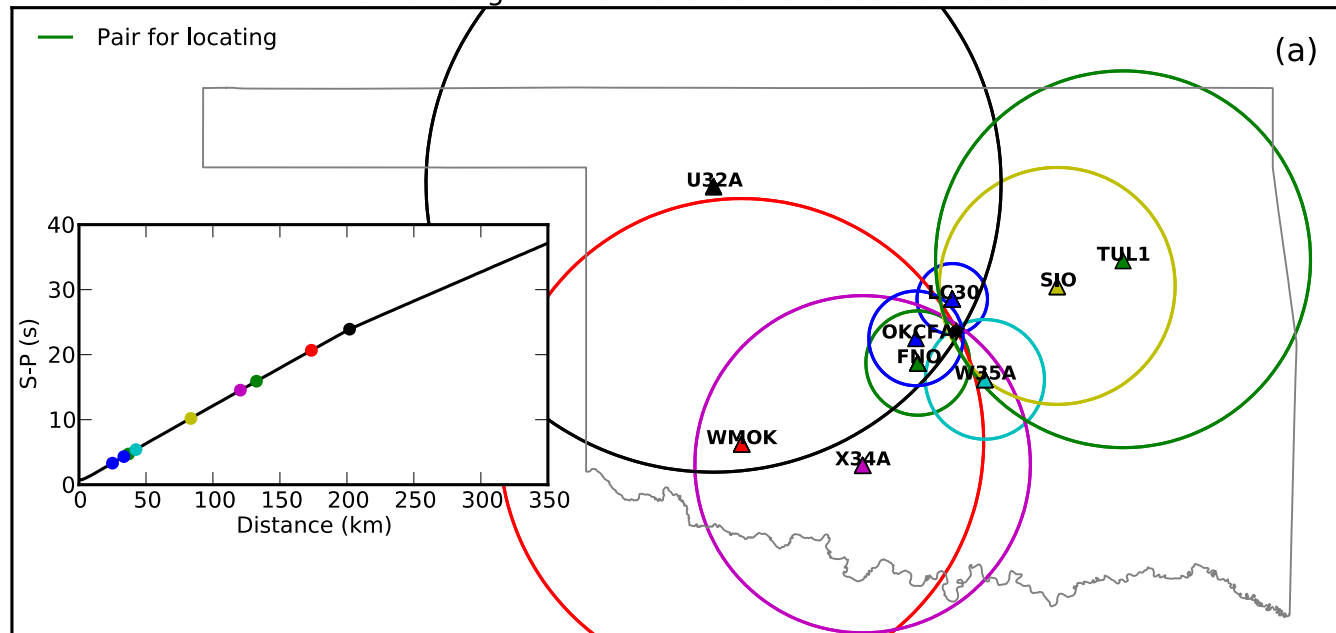 Pair for locating
(a)
U32A
TUL1
SIO
LC30
OKCFA
FNO
W35A
WMOK
X34A
40
30
20
10
0
S-P (s)
0 50 100 150 200 250 300 350
Distance (km)